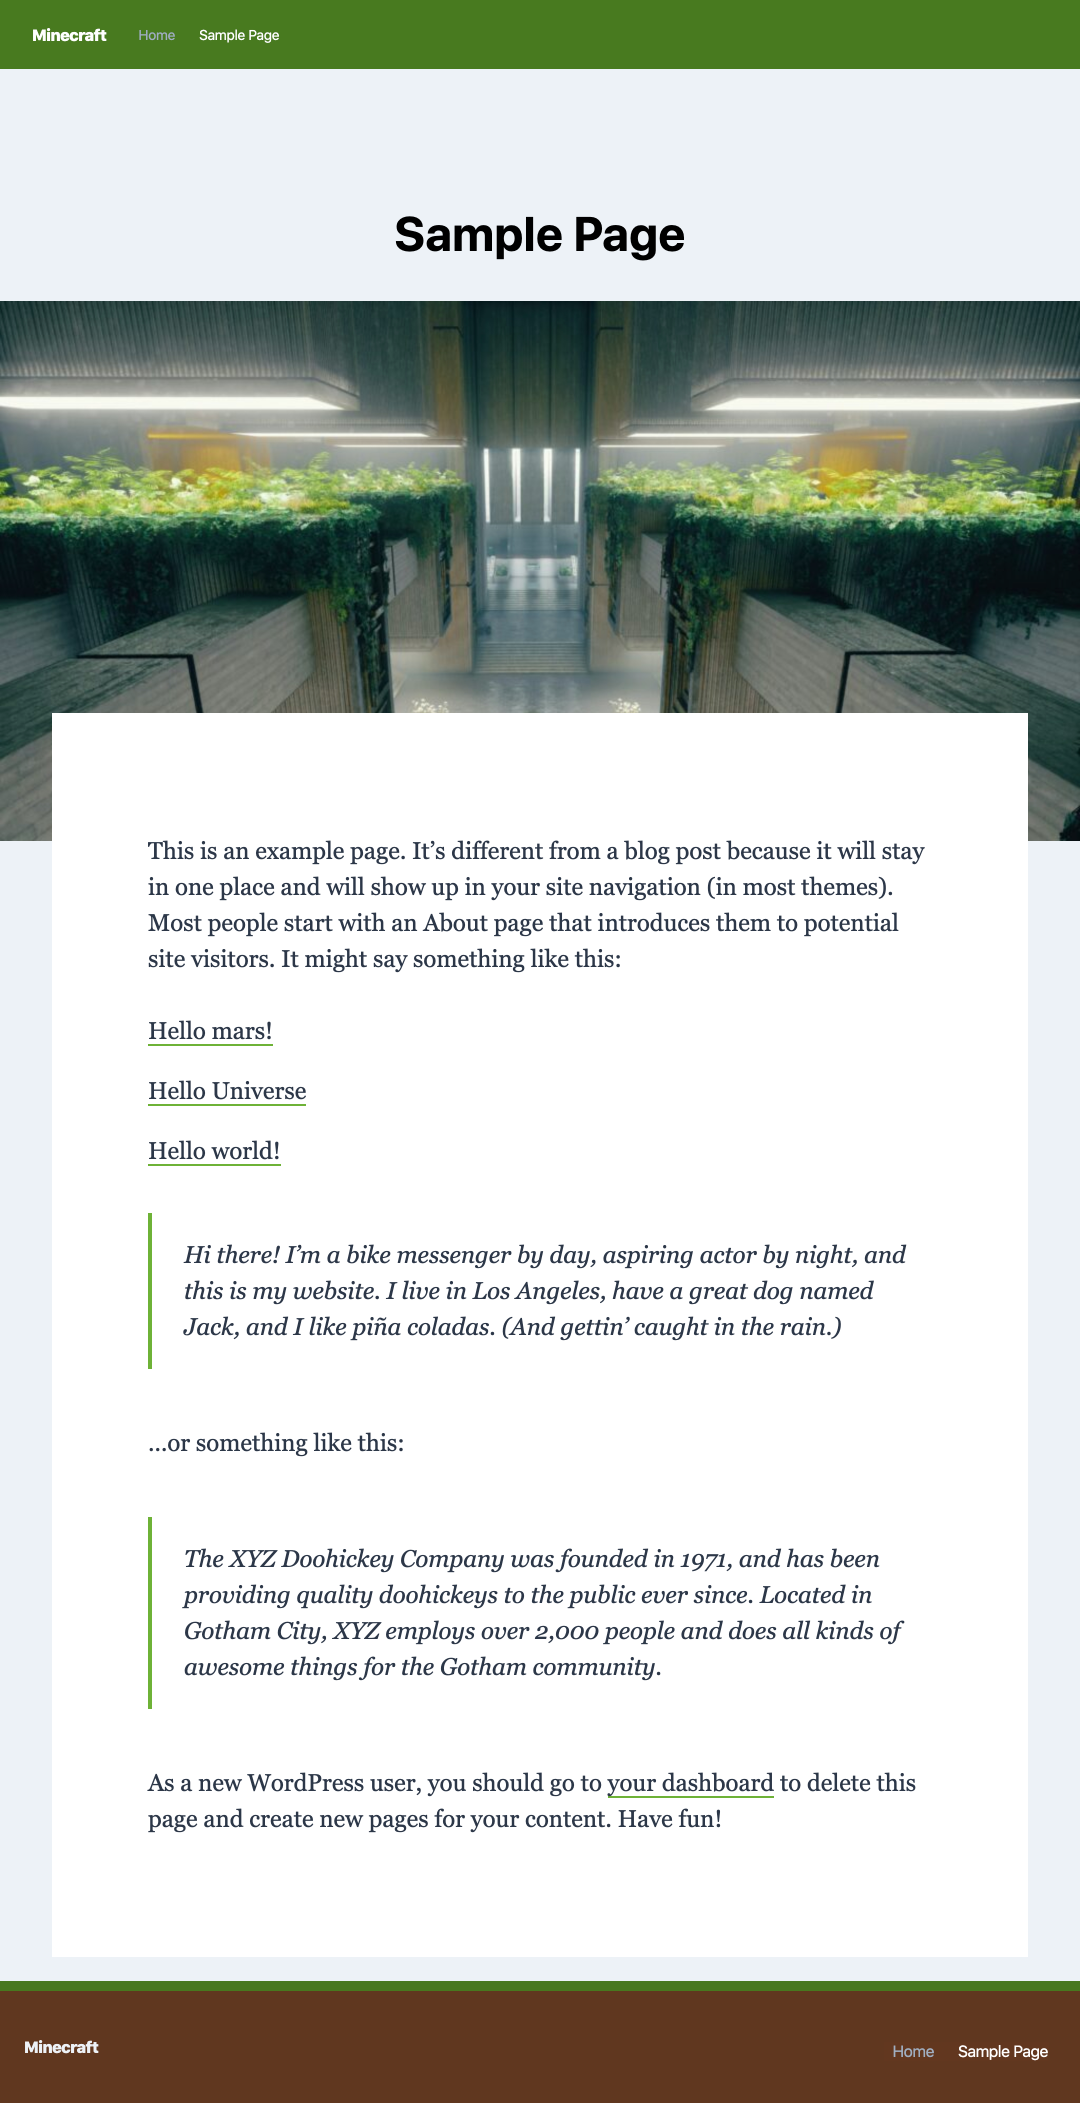 Minecraft Home Sample Page
Sample Page
This is an example page. It’s different from a blog post because it will stay
in one place and will show up in your site navigation (in most themes).
Most people start with an About page that introduces them to potential
site visitors. It might say something like this:
Hello mars!
Hello Universe
Hello world!
Hi there! I’m a bike messenger by day, aspiring actor by night, and
this is my website. I live in Los Angeles, have a great dog named
Jack, and I like piña coladas. (And gettin’ caught in the rain.)
…or something like this:
The XYZ Doohickey Company was founded in 1971, and has been
providing quality doohickeys to the public ever since. Located in
Gotham City, XYZ employs over 2,000 people and does all kinds of
awesome things for the Gotham community.
As a new WordPress user, you should go to your dashboard to delete this
page and create new pages for your content. Have fun!
Minecraft Home Sample Page